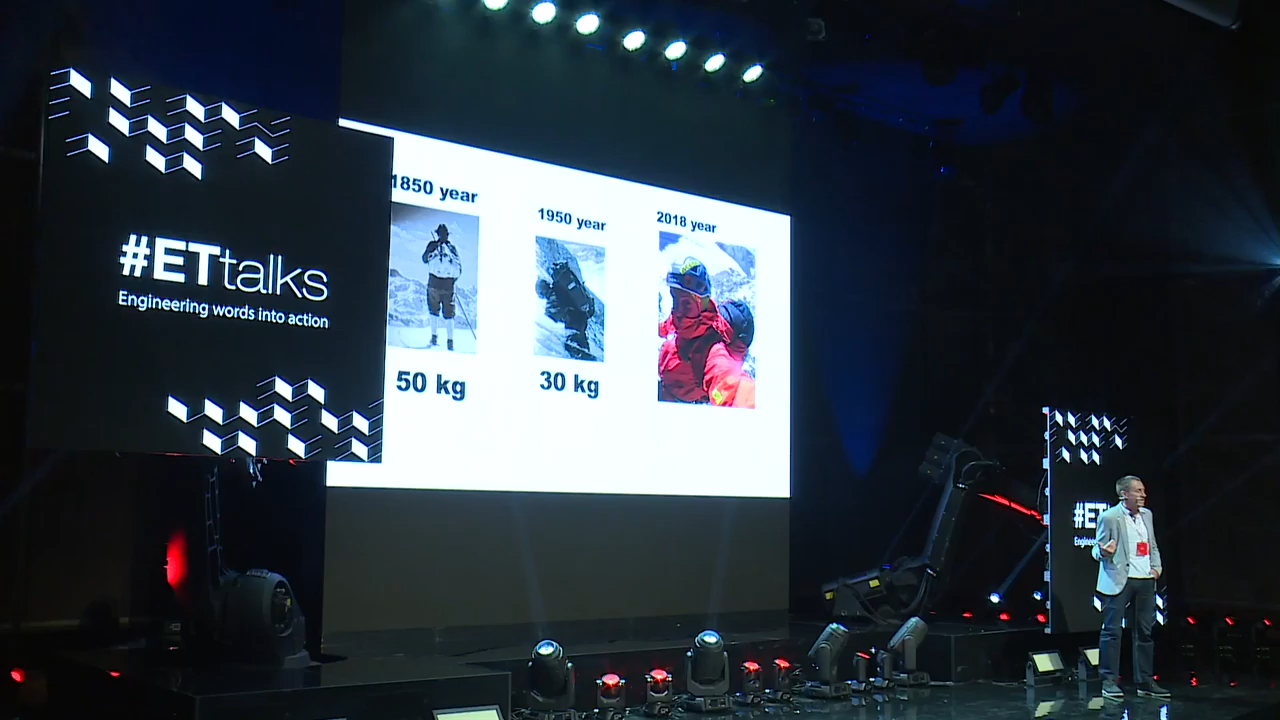 #ETtalks
Engineering words into action
1850 year
1950 year
2018 year
50 kg
30 kg
#ET